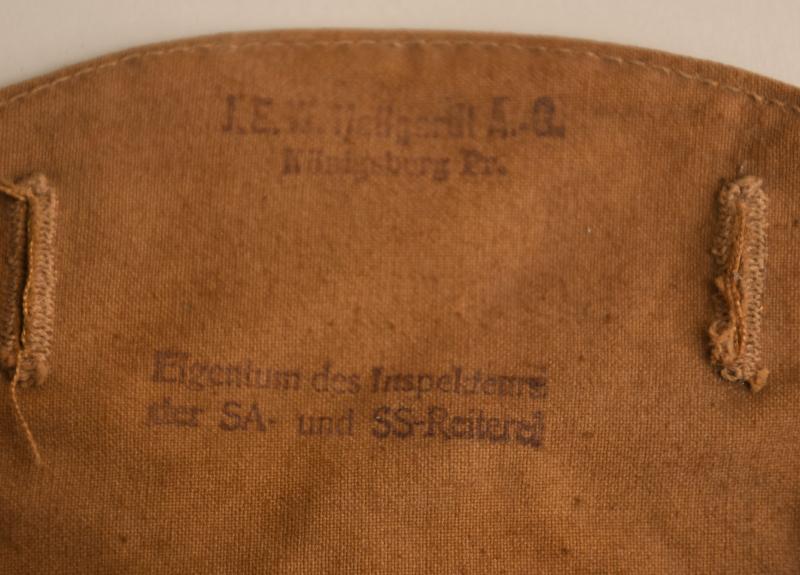 J.E. A.-G.
Königsberg Pr.
Eigentum des Inspekteurs
der SA- und SS-Reiterei